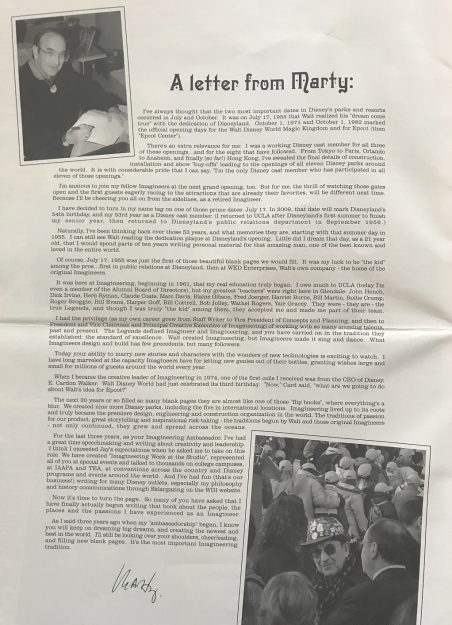 A letter from Marty:
I've always thought that the two most important dates in Disney's parks and resorts
occurred in July and October. It was on July 17, 1955 that Walt realized his "dream come
true" with the dedication of Disneyland. October 1, 1971 and October 1, 1982 marked
the official opening days for the Walt Disney World Magic Kingdom and for Epcot (then
"Epcot Center").
There's an extra relevance for me: I was a working Disney cast member for all three
of these openings...and for the eight that have followed. From Tokyo to Paris, Orlando
to Anaheim, and finally (so far!) Hong Kong, I've sweated the final details of construction,
installation and show "buy-offs" leading to the openings of all eleven Disney parks around
the world. It is with considerable pride that I can say, "I'm the only Disney cast member who has participated in all
eleven of those openings."
I'm anxious to join my fellow Imagineers at the next grand opening, too. But for me, the thrill of watching those gates
open and the first guests eagerly racing to the attractions that are already their favorites, will be different next time.
Because I'll be cheering you all on from the sidelines, as a retired Imagineer.
I have decided to turn in my name tag on one of those prime dates: July 17. In 2009, that date will mark Disneyland's
54th birthday, and my 53rd year as a Disney cast member. (I returned to UCLA after Disneyland's first summer to finish
my senior year, then returned to Disneyland's public relations department in September 1956.)
Naturally, I've been thinking back over those 53 years, and what memories they are, starting with that summer day in
1955. I can still see Walt reading the dedication plaque at Disneyland's opening. Little did I dream that day, as a 21 year
old, that I would spend parts of ten years writing personal material for that amazing man, one of the best known and
loved in the entire world.
Of course, July 17, 1955 was just the first of those beautiful blank pages we would fill. It was my luck to be "the kid"
among the pros...first in public relations at Disneyland, then at WED Enterprises, Walt's own company - the home of the
original Imagineers.
It was here at Imagineering, beginning in 1961, that my real education truly began. I owe much to UCLA (today I'm
even a member of the Alumni Board of Directors), but my greatest "teachers" were right here in Glendale: John Hench,
Dick Irvine, Herb Ryman, Claude Coats, Marc Davis, Blaine Gibson, Fred Joerger, Harriet Burns, Bill Martin, Rollie Crump,
Roger Broggie, Bill Evans, Harper Goff, Bill Cottrell, Bob Jolley, Wathel Rogers, Yale Gracey. They were - they are - the
true Legends, and though I was truly 'the kid' among them, they accepted me and made me part of their team.
I had the privilege (as my own career grew from Staff Writer to Vice President of Concepts and Planning, and then to
President and Vice Chairman and Principal Creative Executive of Imagineering) of working with so many amazing talents,
past and present. The Legends defined Imagineer and Imagineering, and you have carried on in the tradition they
established: the standard of excellence. Walt created Imagineering, but Imagineers made it sing and dance. What
Imagineers design and build has few precedents, but many followers.
Today your ability to marry new stories and characters with the wonders of new technologies is exciting to watch. I
have long marveled at the capacity Imagineers have for letting new genies out of their bottles, granting wishes large and
small for millions of guests around the world every year.
When I became the creative leader of Imagineering in 1974, one of the first calls I received was from the CEO of Disney,
E. Cardon Walker. Walt Disney World had just celebrated its third birthday. "Now," Card said, "what are we going to do
about Walt's idea for Epcot?"
The next 30 years or so filled so many blank pages they are almost like one of those "flip books", where everything's a
blur. We created nine more Disney parks, including the five in international locations. Imagineering lived up to its roots
and truly became the premiere design, engineering and construction organization in the world. The traditions of passion
for our product, great storytelling and inspirational risk-taking - the traditions begun by Walt and those original Imagineers
- not only continued, they grew and spread across the oceans.
For the last three years, as your Imagineering Ambassador, I've had
a great time speechmaking and writing about creativity and leadership.
I think I exceeded Jay's expectations when he asked me to take on this
role. We have created "Imagineering Week at the Studio", represented
all of you at special events and talked to thousands on college campuses,
at IAAPA and TEA, at conventions across the country and Disney
programs and events around the world. And I've had fun (that's our
business!) writing for many Disney outlets, especially my philosophy
and history communications through Sklargazing on the WDI website.
Now it's time to turn the page. So many of you have asked that I
have finally actually begun writing that book about the people, the
places and the passions I have experienced as an Imagineer.
As I said three years ago when my 'ambassadorship' began, I know
you will keep on dreaming big dreams, and creating the newest and
best in the world. I'll still be looking over your shoulders, cheerleading,
and filling new blank pages. It's the most important Imagineering
tradition.
Marty.